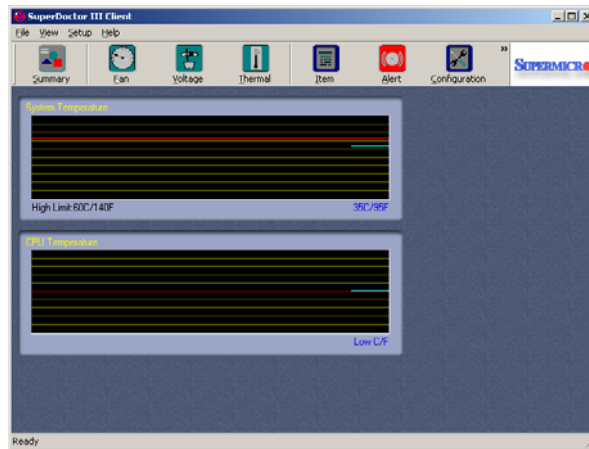 SuperDoctor III Client
File View Setup Help
Summary Fan Voltage Thermal Item Alert Configuration » SUPERMICR
System Temperature
High Limit:60C/140F 35C/95F
CPU Temperature
Low C/F
Ready